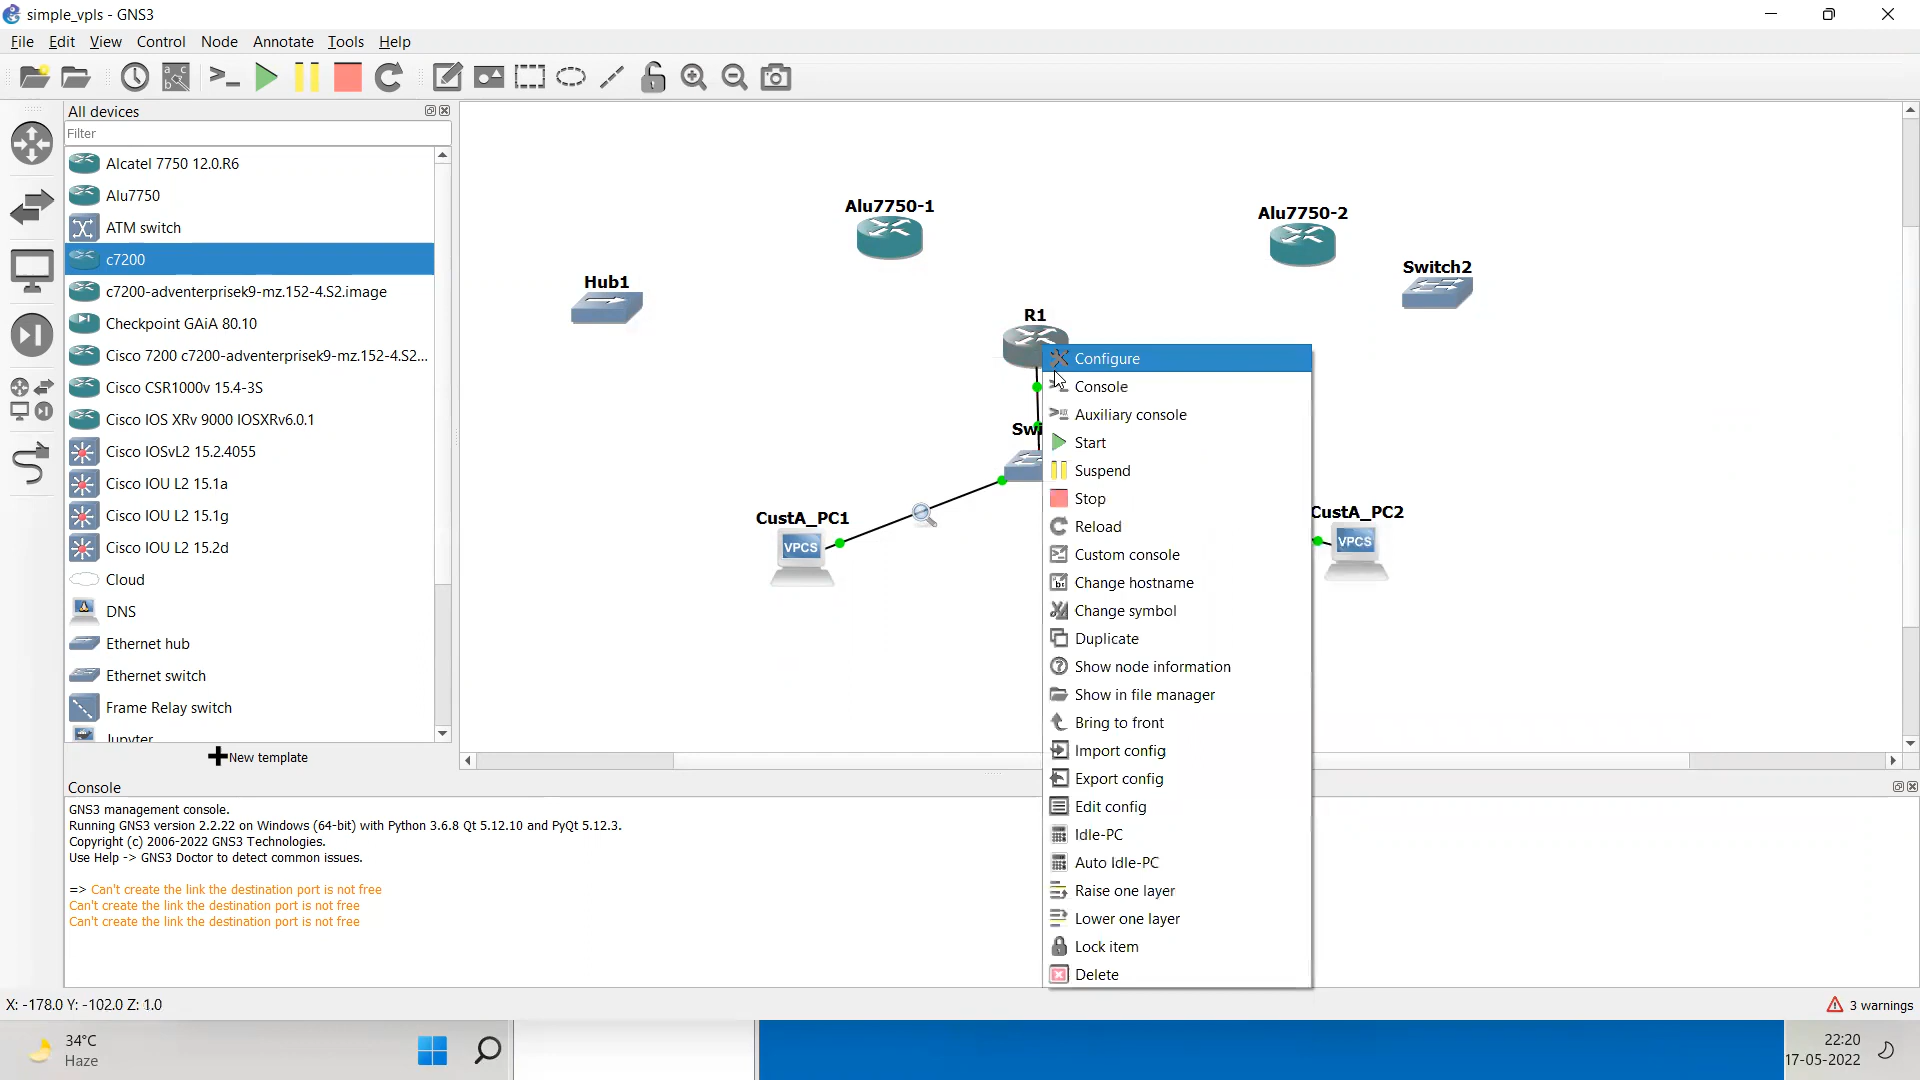 simple_vpls - GNS3
File Edit View Control Node Annotate Tools Help
All devices
Filter
Alcatel 7750 12.0.R6
Alu7750
ATM switch
c7200
c7200-adventerprisek9-mz.152-4.S2.image
Checkpoint GAiA 80.10
Cisco 7200 c7200-adventerprisek9-mz.152-4.S2...
Cisco CSR1000v 15.4-3S
Cisco IOS XRv 9000 IOSXRv6.0.1
Cisco IOSvL2 15.2.4055
Cisco IOU L2 15.1a
Cisco IOU L2 15.1g
Cisco IOU L2 15.2d
Cloud
DNS
Ethernet hub
Ethernet switch
Frame Relay switch
Jupyter
New template
Alu7750-1
Alu7750-2
Switch2
Hub1
R1
Swi
CustA_PC1
VPCS
CustA_PC2
VPCS
Configure
Console
Auxiliary console
Start
Suspend
Stop
Reload
Custom console
Change hostname
Change symbol
Duplicate
Show node information
Show in file manager
Bring to front
Import config
Export config
Edit config
Idle-PC
Auto Idle-PC
Raise one layer
Lower one layer
Lock item
Delete
Console
GNS3 management console.
Running GNS3 version 2.2.22 on Windows (64-bit) with Python 3.6.8 Qt 5.12.10 and PyQt 5.12.3.
Copyright (c) 2006-2022 GNS3 Technologies.
Use Help -> GNS3 Doctor to detect common issues.
=> Can't create the link the destination port is not free
Can't create the link the destination port is not free
Can't create the link the destination port is not free
X: -178.0 Y: -102.0 Z: 1.0
3 warnings
34°C
Haze
22:20
17-05-2022